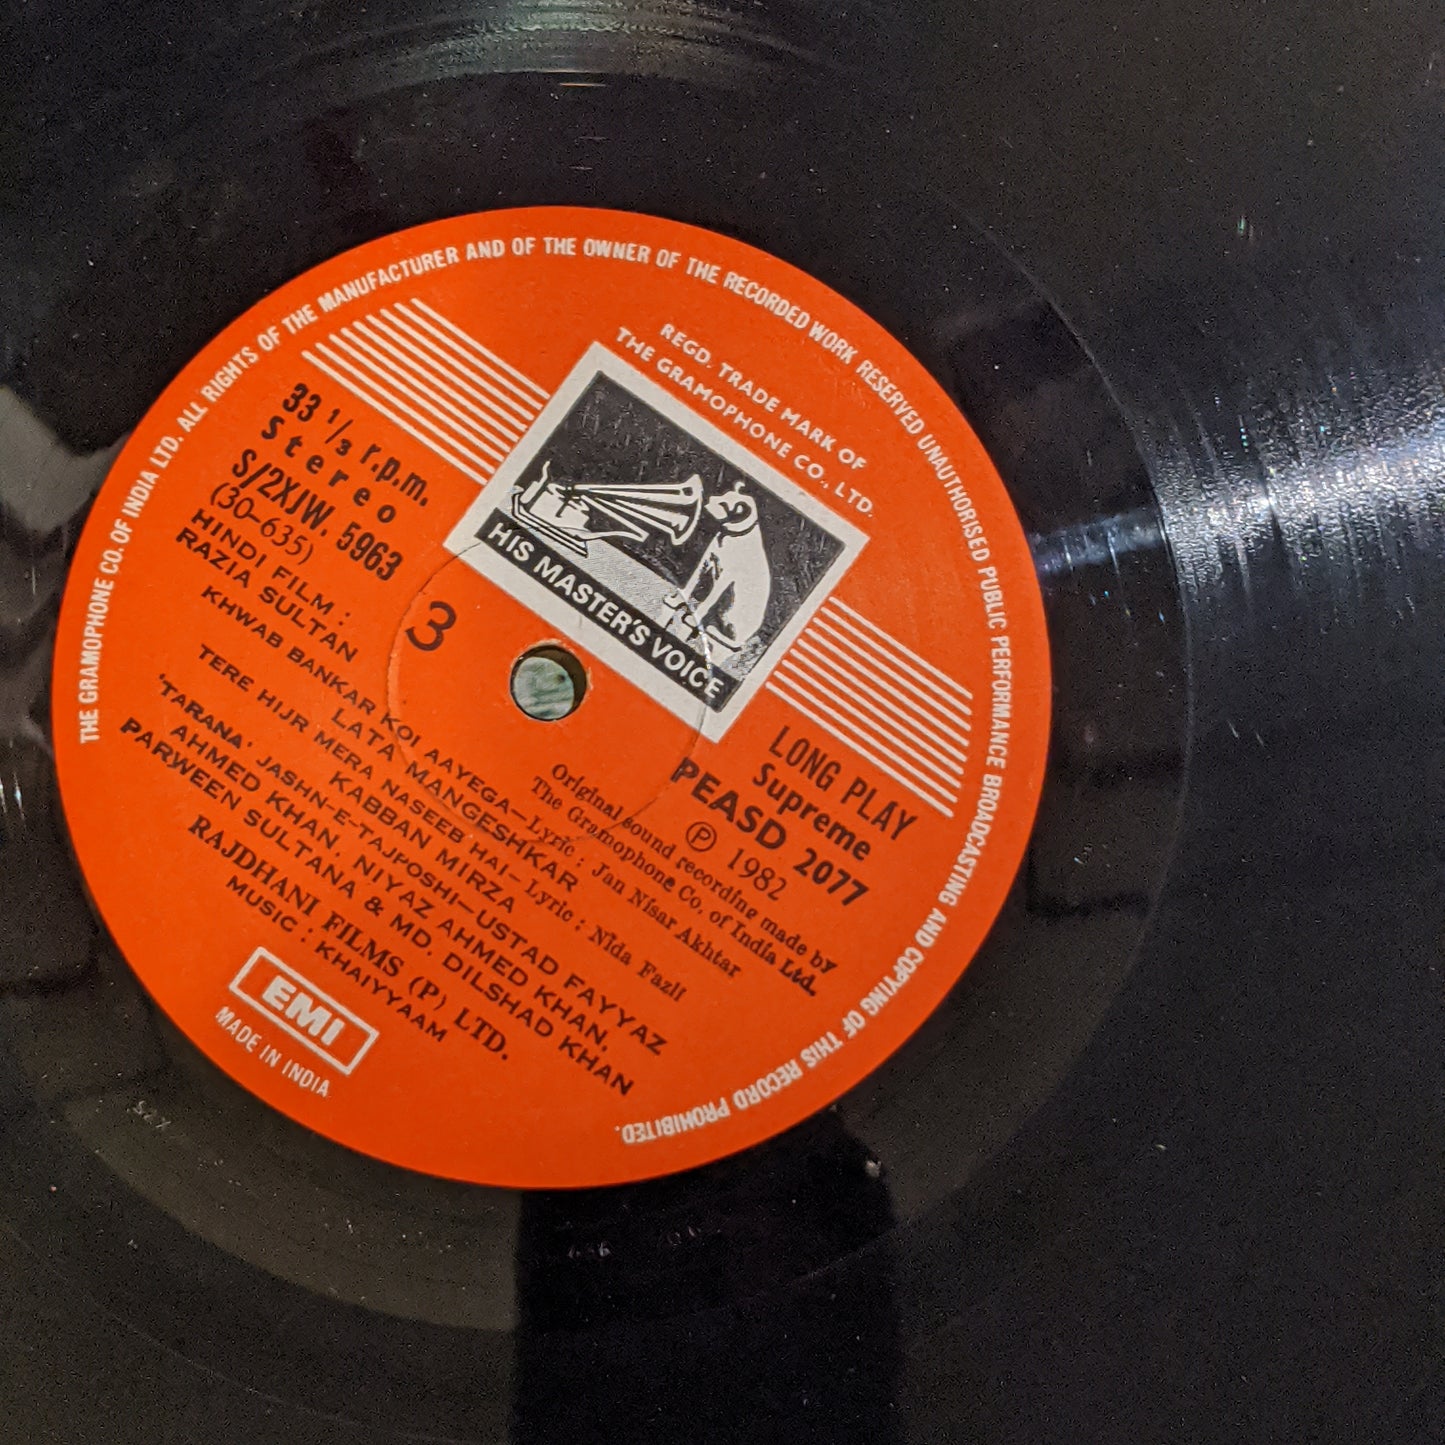 THE GRAMOPHONE CO. OF INDIA LTD. ALL RIGHTS OF THE MANUFACTURER AND OF THE OWNER OF THE RECORDED WORK RESERVED UNAUTHORISED PUBLIC PERFORMANCE BROADCASTING AND COPYING OF THIS RECORD PROHIBITED.
REGD. TRADE MARK OF
THE GRAMOPHONE CO., LTD.
HIS MASTER'S VOICE
33 1/3 r.p.m.
Stereo
S/2XJW. 5963
(30-635)
3
LONG PLAY
Supreme
PEASD 2077
Ⓟ 1982
Original sound recording made by
The Gramophone Co. of India Ltd.
HINDI FILM :
RAZIA SULTAN
KHWAB BANKAR KOI AAYEGA—Lyric : Jan Nisar Akhtar
LATA MANGESHKAR
TERE HIJR MERA NASEEB HAI—Lyric : Nida Fazli
KABBAN MIRZA
'TARANA' JASHN-E-TAJPOSHI—USTAD FAYYAZ
AHMED KHAN, NIYAZ AHMED KHAN,
PARWEEN SULTANA & MD. DILSHAD KHAN
RAJDHANI FILMS (P) LTD.
MUSIC : KHAIYYAAM
EMI
MADE IN INDIA